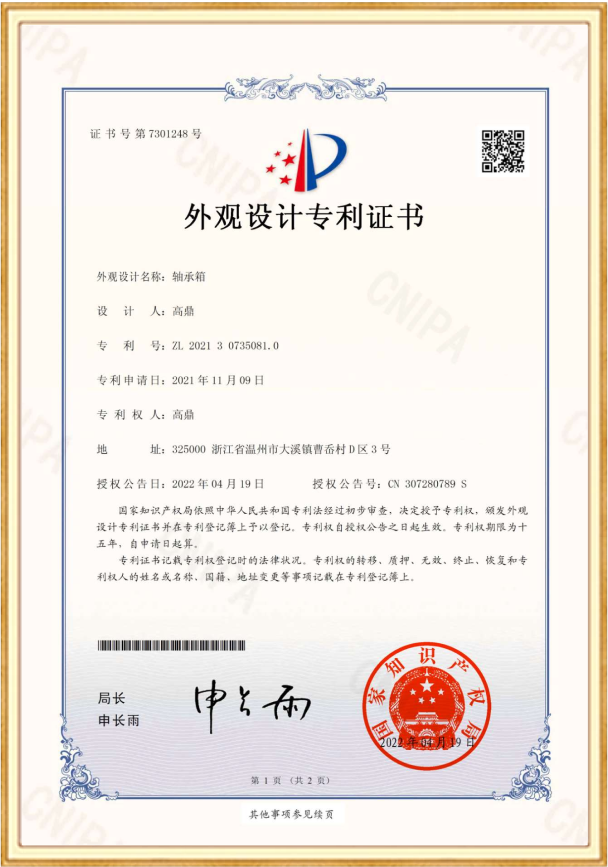 证书号第7301248号
外观设计专利证书
外观设计名称：轴承箱
设 计 人：高鼎
专 利 号：ZL 2021 3 0735081.0
专利申请日：2021年11月09日
专 利 权 人：高鼎
地 址：325000 浙江省温州市大溪镇曹岙村D区3号
授权公告日：2022年04月19日 授权公告号：CN 307280789 S
国家知识产权局依照中华人民共和国专利法经过初步审查，决定授予专利权，颁发外观
设计专利证书并在专利登记簿上予以登记。专利权自授权公告之日起生效。专利权期限为十
五年，自申请日起算。
专利证书记载专利权登记时的法律状况。专利权的转移、质押、无效、终止、恢复和专
利权人的姓名或名称、国籍、地址变更等事项记载在专利登记簿上。
局长
申长雨
申长雨
国家知识产权局
2022年04月19日
第 1 页 （共 2 页）
其他事项参见续页
CNIPA
CNIPA
CNIPA
CNIPA